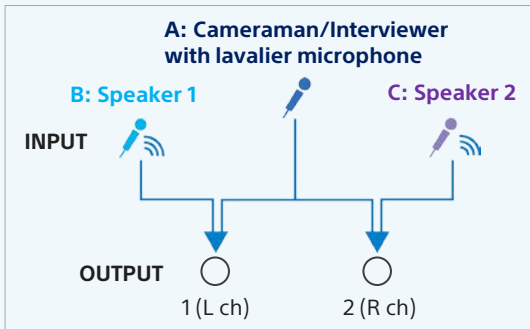 A: Cameraman/Interviewer
with lavalier microphone
B: Speaker 1
C: Speaker 2
INPUT
OUTPUT
1 (L ch)
2 (R ch)